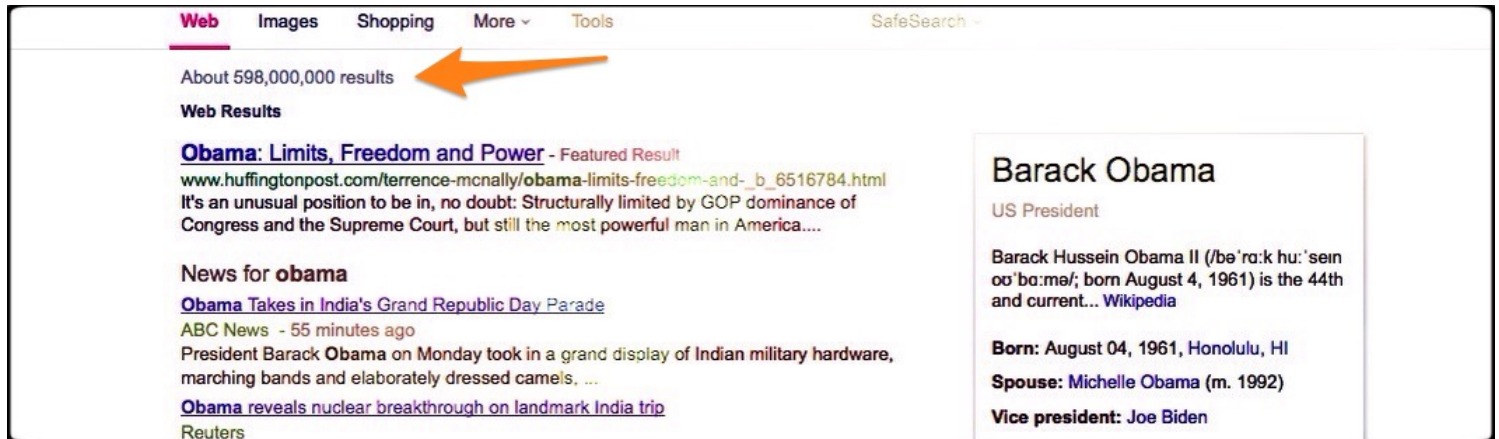 Web Images Shopping More Tools SafeSearch
About 598,000,000 results
Web Results
Obama: Limits, Freedom and Power - Featured Result
www.huffingtonpost.com/terrence-mcnally/obama-limits-freedom-and-_b_6516784.html
It's an unusual position to be in, no doubt: Structurally limited by GOP dominance of
Congress and the Supreme Court, but still the most powerful man in America....
News for obama
Obama Takes in India's Grand Republic Day Parade
ABC News - 55 minutes ago
President Barack Obama on Monday took in a grand display of Indian military hardware,
marching bands and elaborately dressed camels, ...
Obama reveals nuclear breakthrough on landmark India trip
Reuters
Barack Obama
US President
Barack Hussein Obama II (/bəˈrɑːk huːˈseɪn
oʊˈbɑːmə/; born August 4, 1961) is the 44th
and current... Wikipedia
Born: August 04, 1961, Honolulu, HI
Spouse: Michelle Obama (m. 1992)
Vice president: Joe Biden